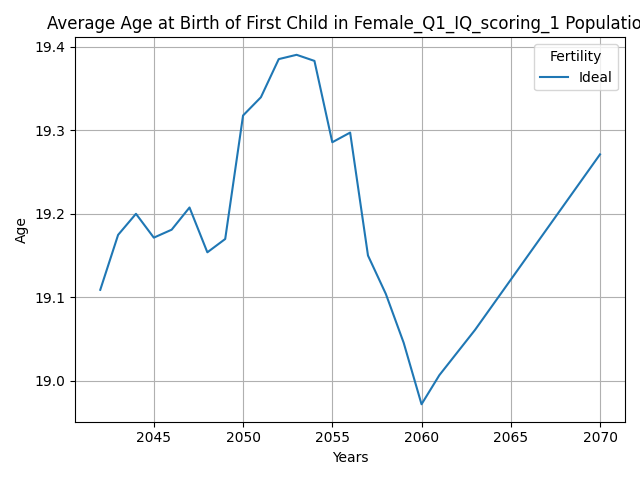 Average Age at Birth of First Child in Female_Q1_IQ_scoring_1 Populatio
Fertility
Ideal
19.4
19.3
19.2
19.1
19.0
Age
2045 2050 2055 2060 2065 2070
Years